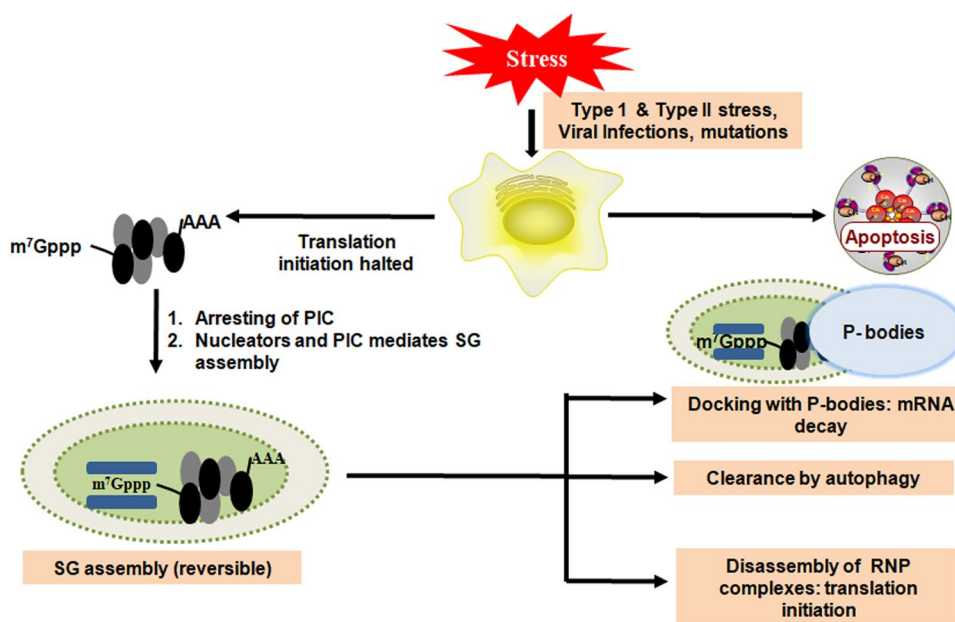 Stress
Type 1 & Type II stress,
Viral Infections, mutations
AAA
m⁷Gppp
Translation
initiation halted
Apoptosis
1. Arresting of PIC
2. Nucleators and PIC mediates SG
assembly
P-bodies
m⁷Gppp
Docking with P-bodies: mRNA
decay
AAA
m⁷Gppp
Clearance by autophagy
SG assembly (reversible)
Disassembly of RNP
complexes: translation
initiation